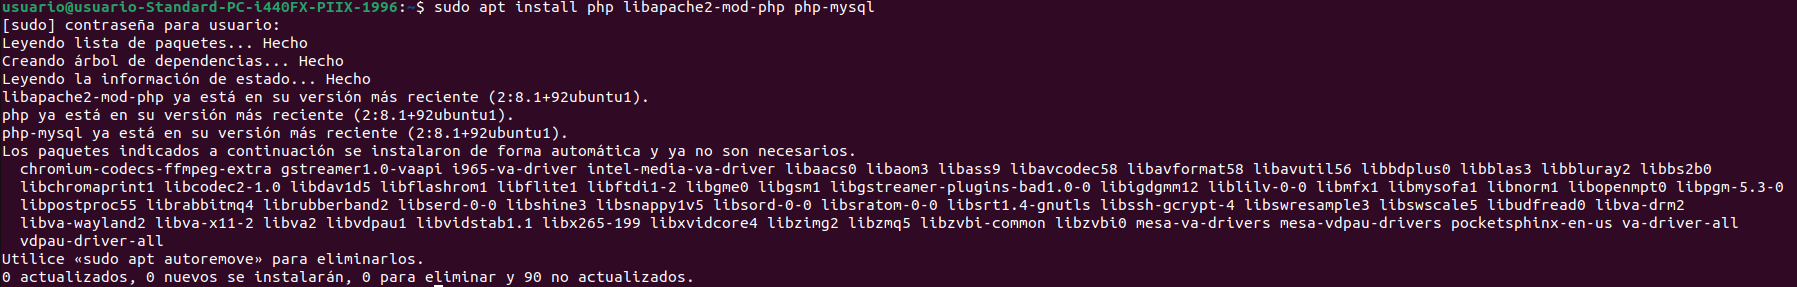 usuario@usuario-Standard-PC-i440FX-PIIX-1996:~$ sudo apt install php libapache2-mod-php php-mysql
[sudo] contraseña para usuario:
Leyendo lista de paquetes... Hecho
Creando árbol de dependencias... Hecho
Leyendo la información de estado... Hecho
libapache2-mod-php ya está en su versión más reciente (2:8.1+92ubuntu1).
php ya está en su versión más reciente (2:8.1+92ubuntu1).
php-mysql ya está en su versión más reciente (2:8.1+92ubuntu1).
Los paquetes indicados a continuación se instalaron de forma automática y ya no son necesarios.
chromium-codecs-ffmpeg-extra gstreamer1.0-vaapi i965-va-driver intel-media-va-driver libaacs0 libaom3 libass9 libavcodec58 libavformat58 libavutil56 libbdplus0 libblas3 libbluray2 libbs2b0
libchromaprint1 libcodec2-1.0 libdav1d5 libflashrom1 libflite1 libftdi1-2 libgme0 libgsm1 libgstreamer-plugins-bad1.0-0 libigdgmm12 liblilv-0-0 libmfx1 libmysofa1 libnorm1 libopenmpt0 libpgm-5.3-0
libpostproc55 librabbitmq4 librubberband2 libserd-0-0 libshine3 libsnappy1v5 libsord-0-0 libsratom-0-0 libsrt1.4-gnutls libssh-gcrypt-4 libswresample3 libswscale5 libudfread0 libva-drm2
libva-wayland2 libva-x11-2 libva2 libvdpau1 libvidstab1.1 libx265-199 libxvidcore4 libzimg2 libzmq5 libzvbi-common libzvbi0 mesa-va-drivers mesa-vdpau-drivers pocketsphinx-en-us va-driver-all
vdpau-driver-all
Utilice «sudo apt autoremove» para eliminarlos.
0 actualizados, 0 nuevos se instalarán, 0 para eliminar y 90 no actualizados.